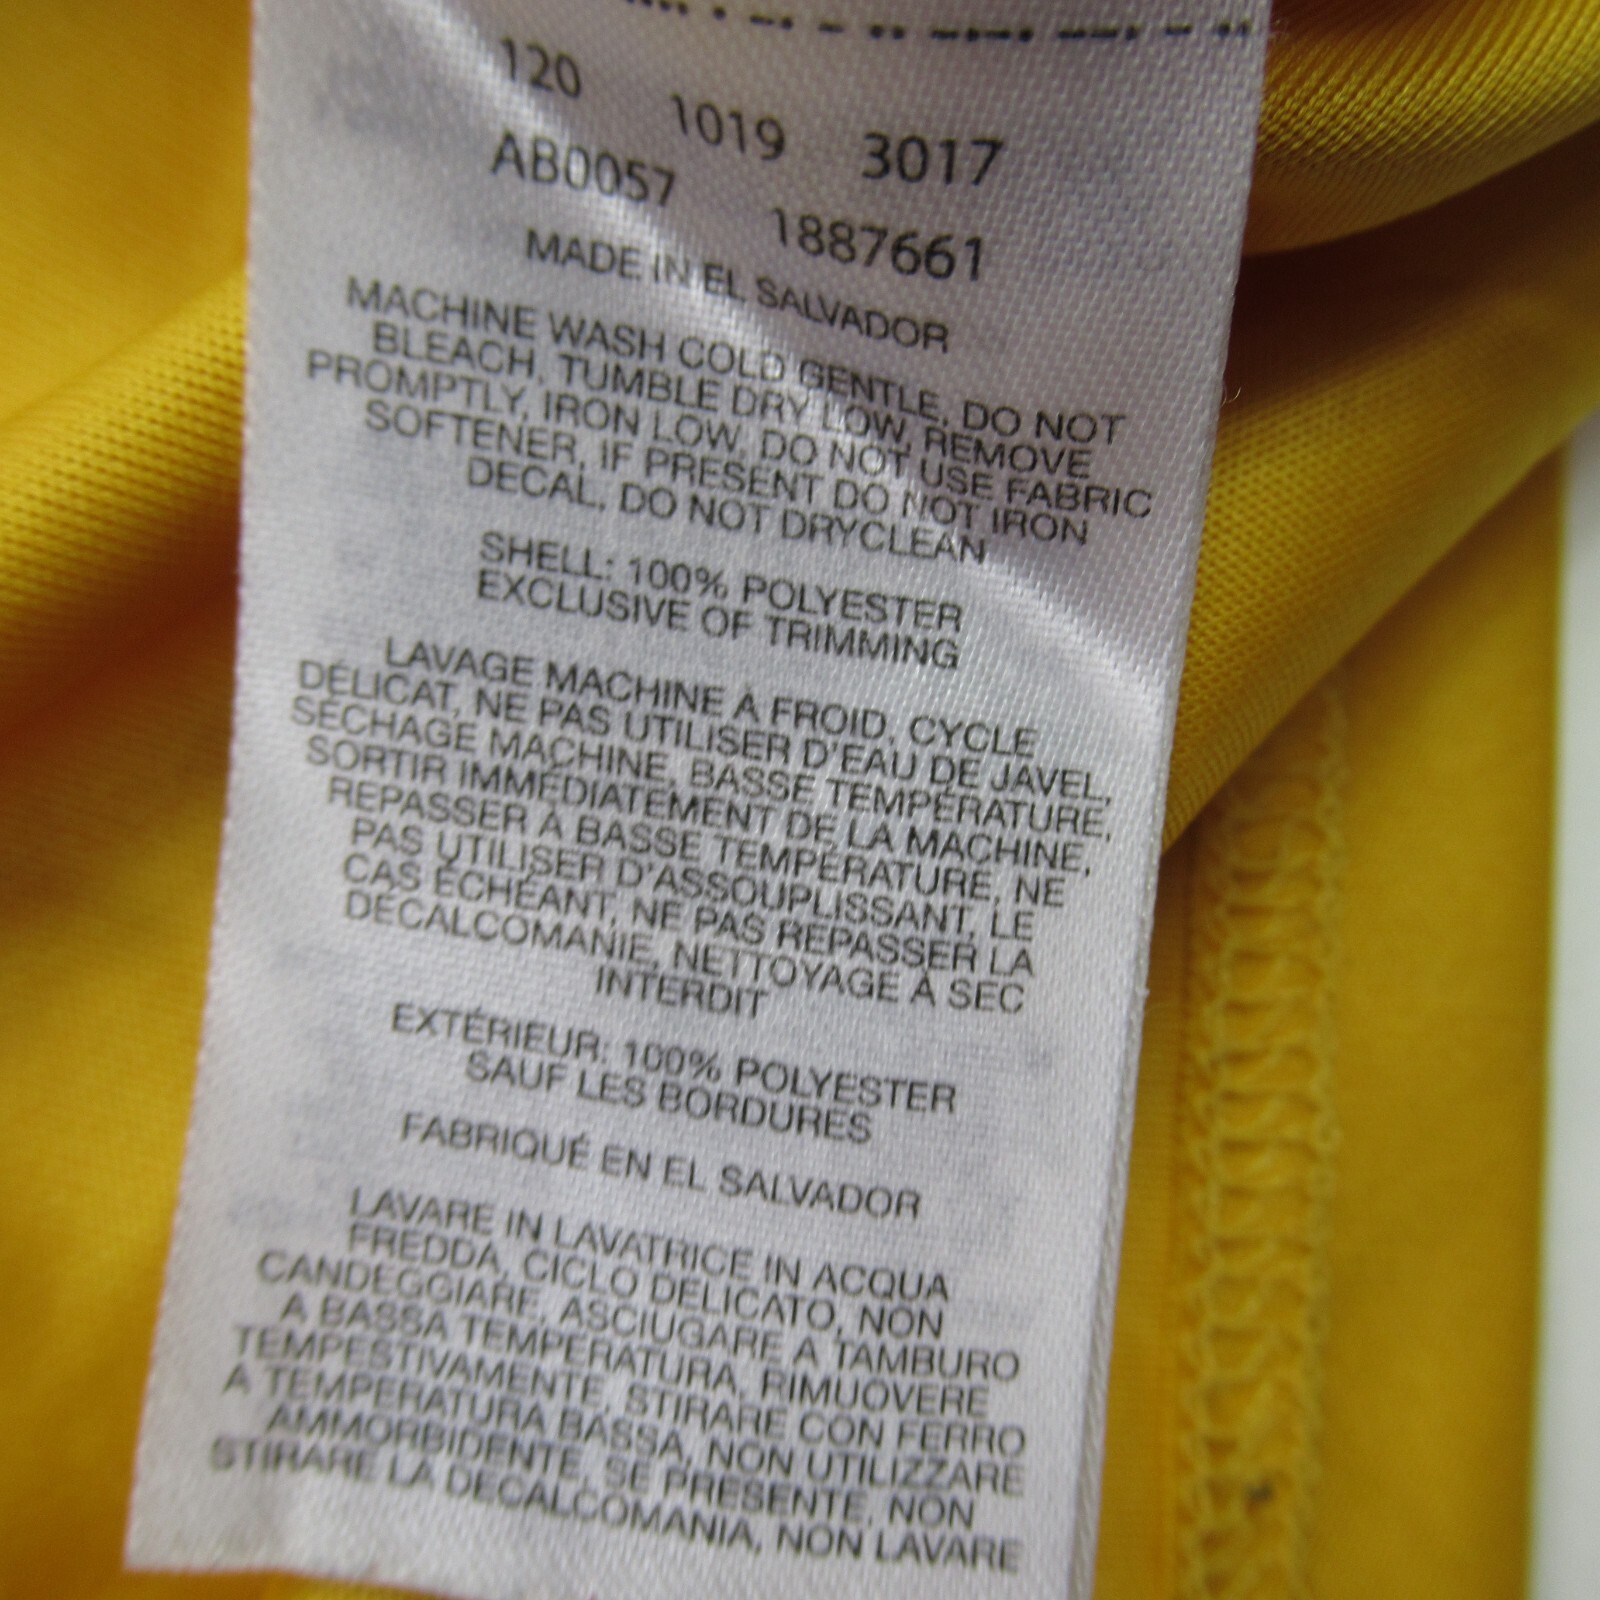 120 1019 3017
AB0057 1887661
MADE IN EL SALVADOR
MACHINE WASH COLD GENTLE, DO NOT
BLEACH, TUMBLE DRY LOW, REMOVE
PROMPTLY, IRON LOW, DO NOT USE FABRIC
SOFTENER, IF PRESENT DO NOT IRON
DECAL, DO NOT DRYCLEAN
SHELL: 100% POLYESTER
EXCLUSIVE OF TRIMMING
LAVAGE MACHINE À FROID, CYCLE
DÉLICAT, NE PAS UTILISER D'EAU DE JAVEL,
SÉCHAGE MACHINE, BASSE TEMPÉRATURE,
SORTIR IMMÉDIATEMENT DE LA MACHINE,
REPASSER À BASSE TEMPÉRATURE, NE
PAS UTILISER D'ASSOUPLISSANT, LE
CAS ÉCHÉANT, NE PAS REPASSER LA
DÉCALCOMANIE, NETTOYAGE À SEC
INTERDIT
EXTÉRIEUR: 100% POLYESTER
SAUF LES BORDURES
FABRIQUÉ EN EL SALVADOR
LAVARE IN LAVATRICE IN ACQUA
FREDDA, CICLO DELICATO, NON
CANDEGGIARE, ASCIUGARE A TAMBURO
A BASSA TEMPERATURA, RIMUOVERE
TEMPESTIVAMENTE, STIRARE CON FERRO
A TEMPERATURA BASSA, NON UTILIZZARE
AMMORBIDENTE, SE PRESENTE, NON
STIRARE LA DECALCOMANIA, NON LAVARE